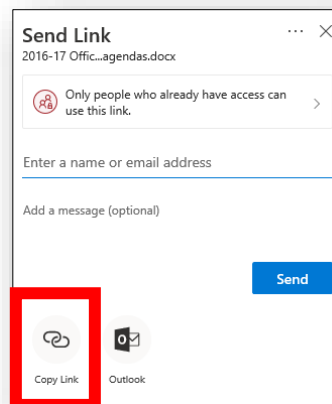 Send Link
2016-17 Offic...agendas.docx
Only people who already have access can
use this link.
Enter a name or email address
Add a message (optional)
Send
Copy Link
Outlook